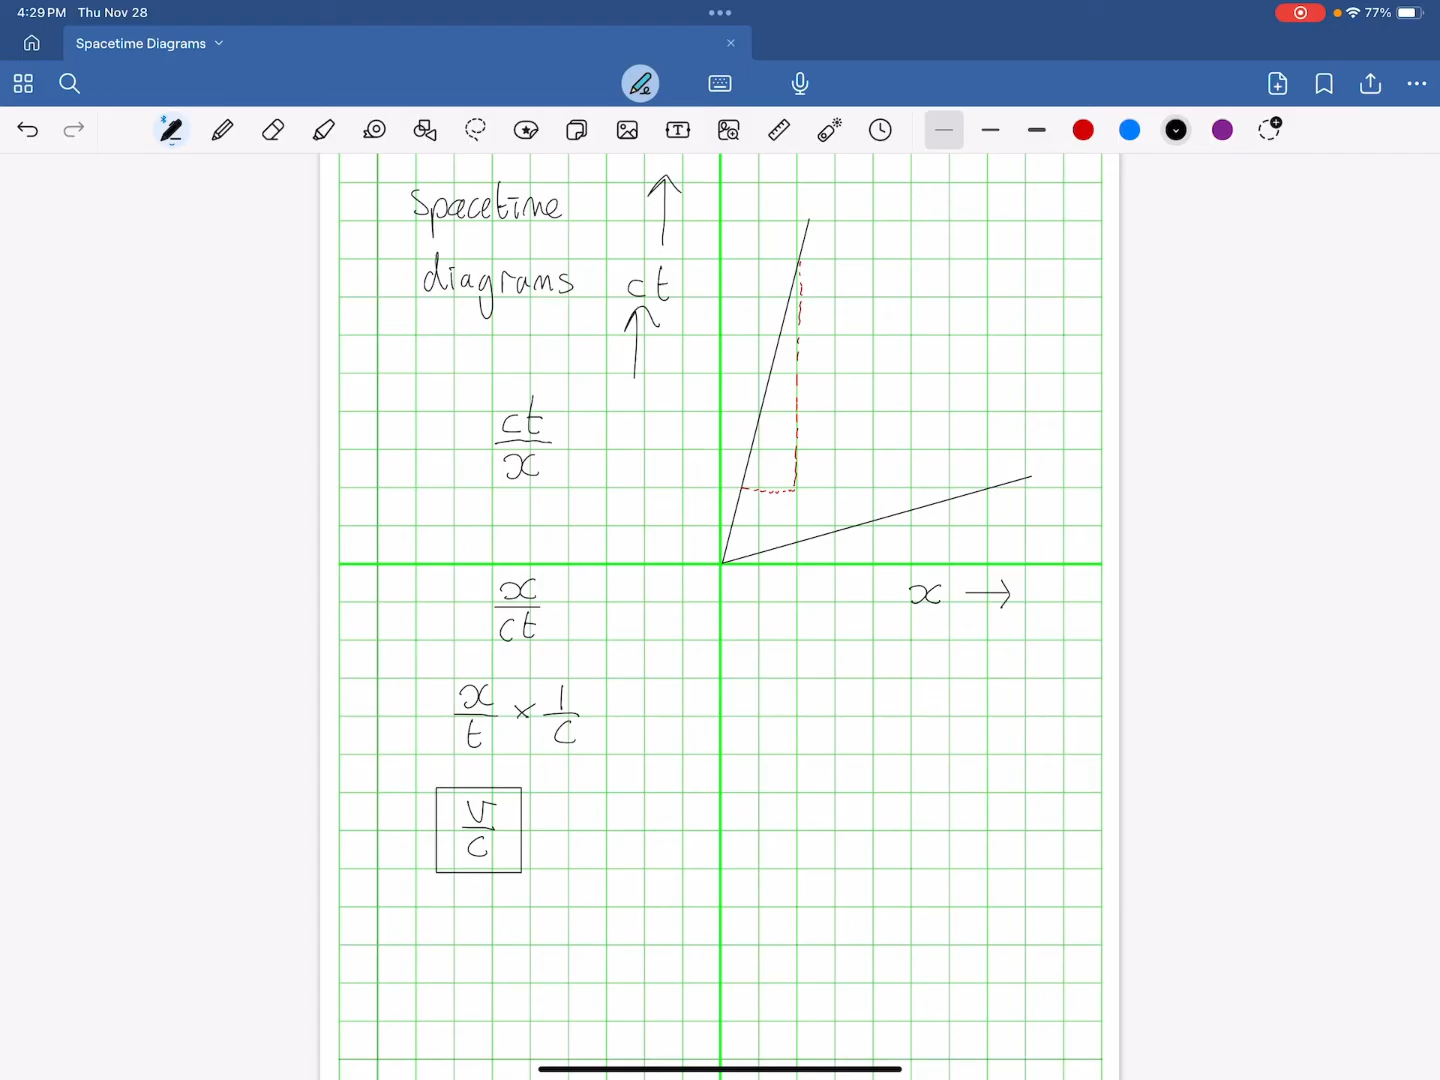 4:29 PM Thu Nov 28
77%
Spacetime Diagrams
Spacetime
diagrams
ct
ct
x
x
ct
x
t
× 1
c
v
c
x